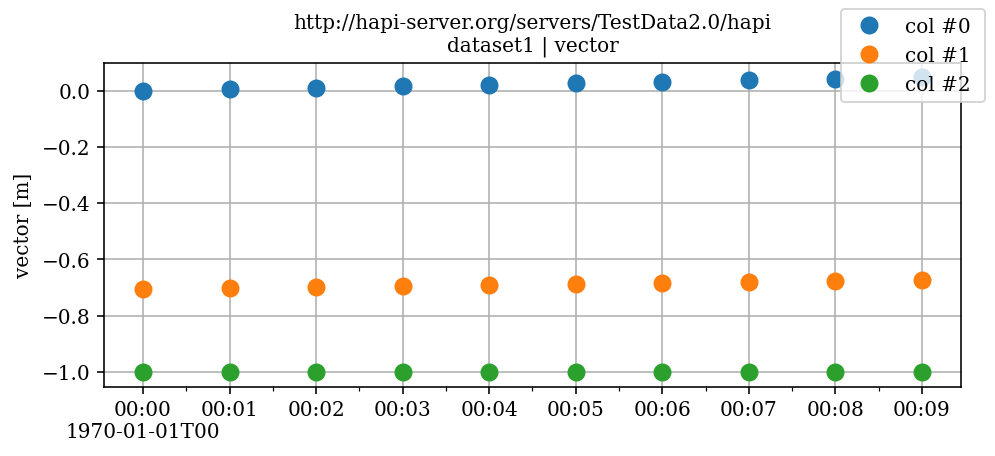 http://hapi-server.org/servers/TestData2.0/hapi
dataset1 | vector
col #0
col #1
col #2
vector [m]
0.0
−0.2
−0.4
−0.6
−0.8
−1.0
00:00 00:01 00:02 00:03 00:04 00:05 00:06 00:07 00:08 00:09
1970-01-01T00